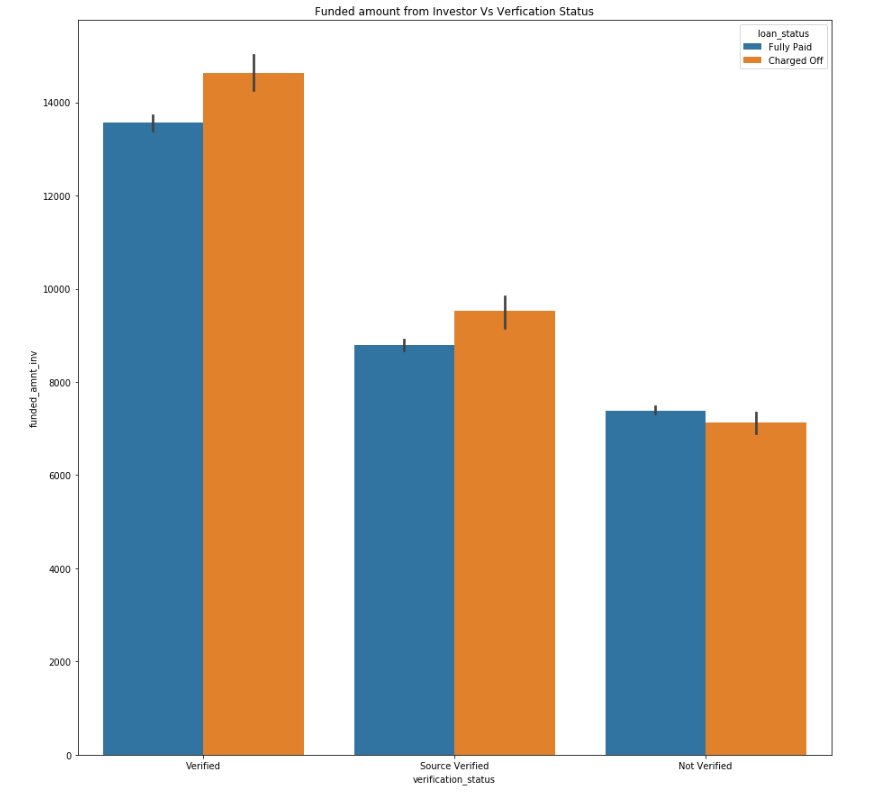 Funded amount from Investor Vs Verfication Status
loan_status
Fully Paid
Charged Off
14000
12000
10000
8000
6000
4000
2000
0
funded_amnt_inv
Verified
Source Verified
Not Verified
verification_status